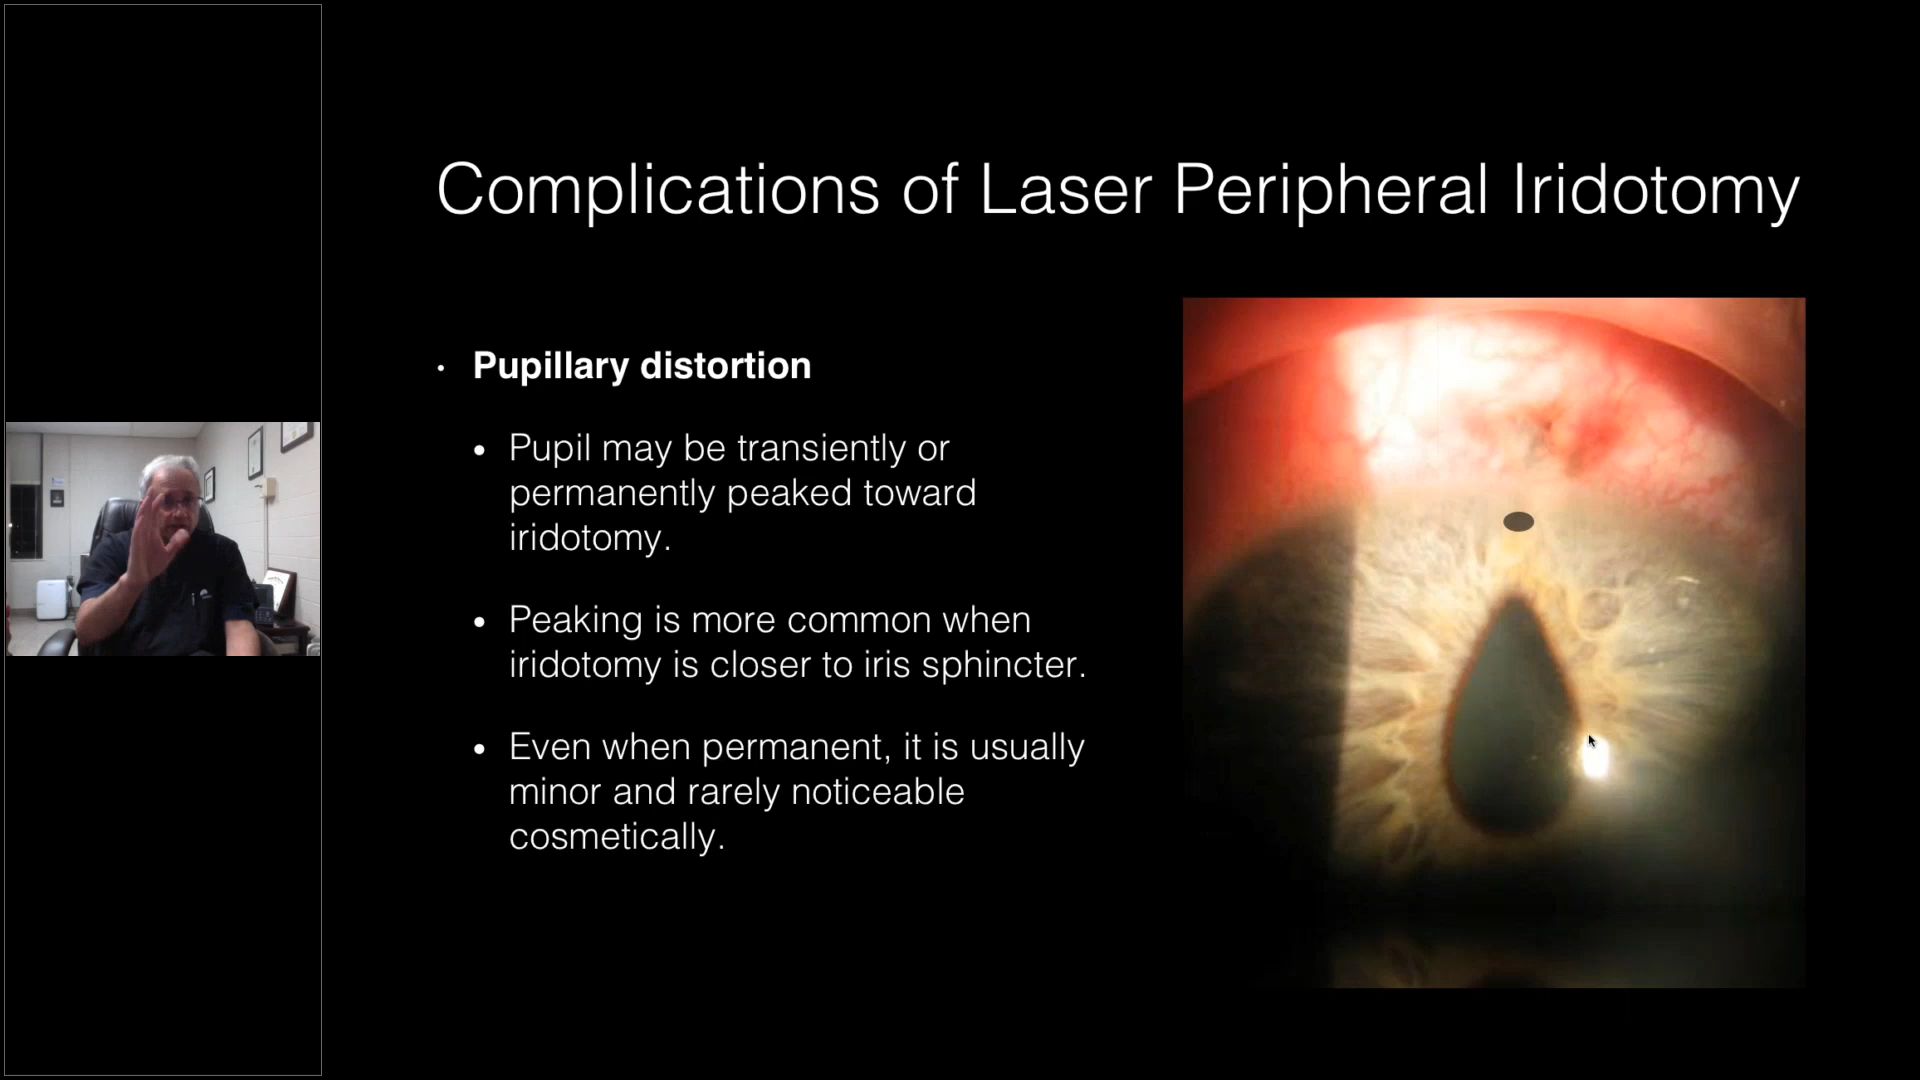 Complications of Laser Peripheral Iridotomy
• Pupillary distortion
• Pupil may be transiently or
permanently peaked toward
iridotomy.
• Peaking is more common when
iridotomy is closer to iris sphincter.
• Even when permanent, it is usually
minor and rarely noticeable
cosmetically.